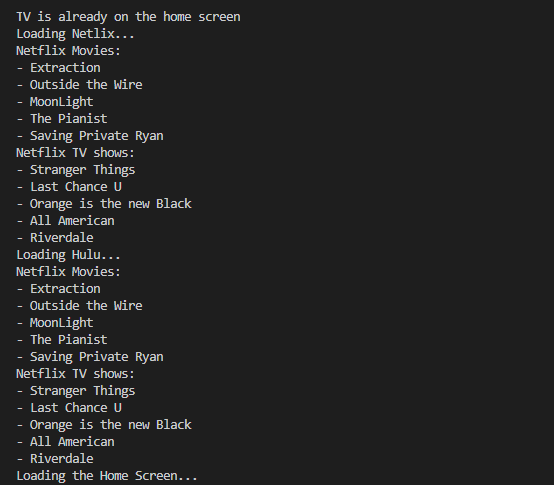 TV is already on the home screen
Loading Netlix...
Netflix Movies:
- Extraction
- Outside the Wire
- MoonLight
- The Pianist
- Saving Private Ryan
Netflix TV shows:
- Stranger Things
- Last Chance U
- Orange is the new Black
- All American
- Riverdale
Loading Hulu...
Netflix Movies:
- Extraction
- Outside the Wire
- MoonLight
- The Pianist
- Saving Private Ryan
Netflix TV shows:
- Stranger Things
- Last Chance U
- Orange is the new Black
- All American
- Riverdale
Loading the Home Screen...